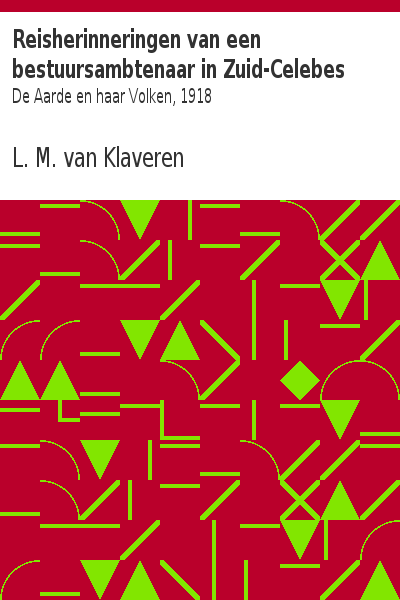 Reisherinneringen van een
bestuursambtenaar in Zuid-Celebes
De Aarde en haar Volken, 1918
L. M. van Klaveren